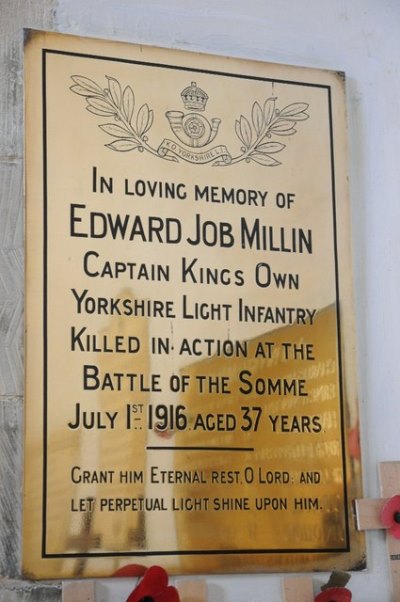 K.O. YORKSHIRE L.I.
IN LOVING MEMORY OF
EDWARD JOB MILLIN
CAPTAIN KINGS OWN
YORKSHIRE LIGHT INFANTRY
KILLED IN ACTION AT THE
BATTLE OF THE SOMME
JULY 1ST 1916 AGED 37 YEARS.
GRANT HIM ETERNAL REST, O LORD: AND
LET PERPETUAL LIGHT SHINE UPON HIM.